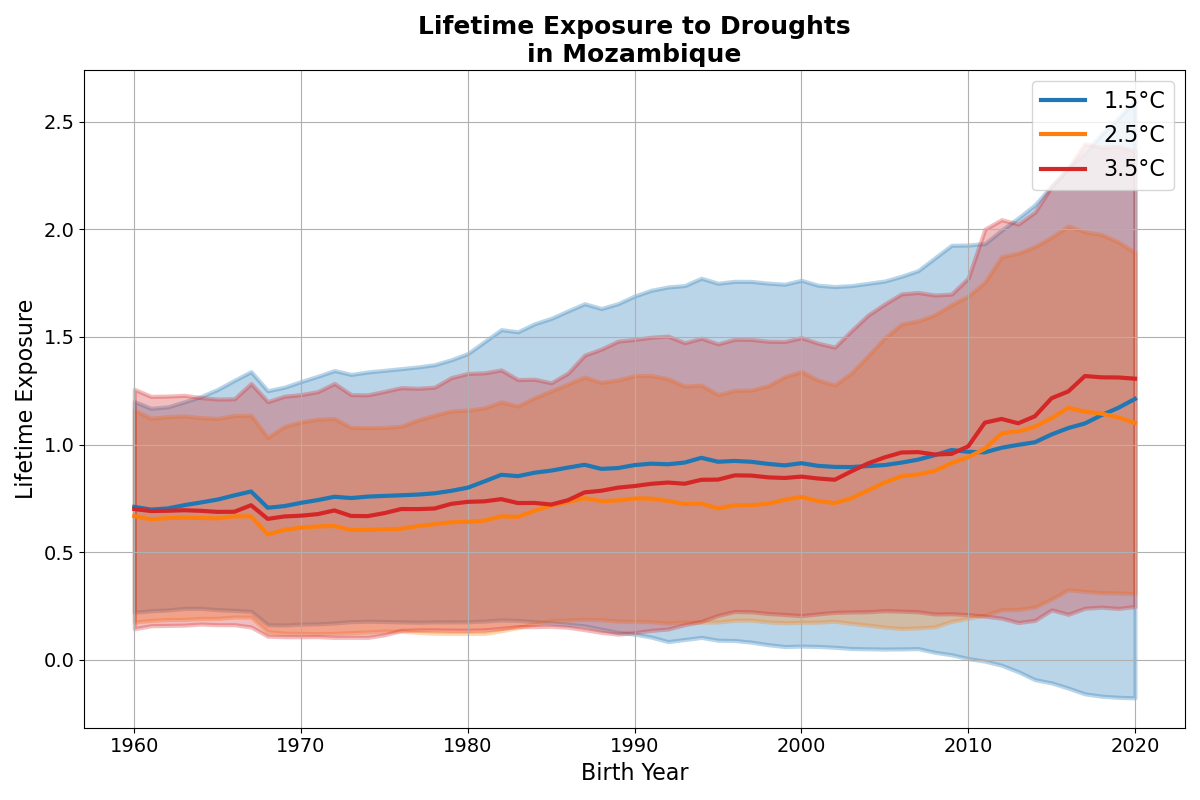 Lifetime Exposure to Droughts
in Mozambique
1.5°C
2.5°C
3.5°C
Lifetime Exposure
2.5
2.0
1.5
1.0
0.5
0.0
1960
1970
1980
1990
2000
2010
2020
Birth Year